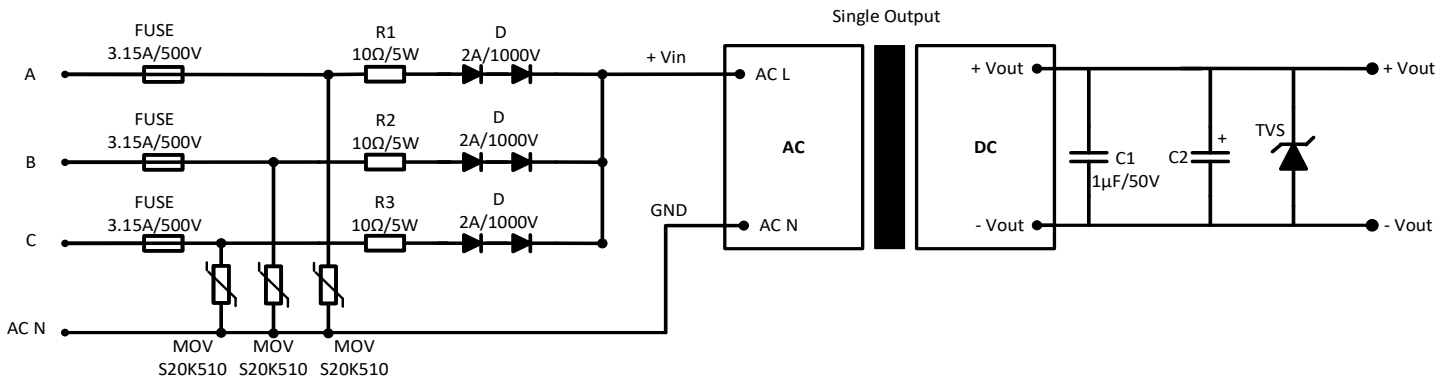 Single Output
FUSE
3.15A/500V
R1
10Ω/5W
D
2A/1000V
A
+ Vin
AC L
+ Vout
+ Vout
FUSE
3.15A/500V
R2
10Ω/5W
D
2A/1000V
B
AC
DC
C1
1μF/50V
C2
+
TVS
FUSE
3.15A/500V
R3
10Ω/5W
D
2A/1000V
C
GND
AC N
- Vout
- Vout
AC N
MOV
S20K510
MOV
S20K510
MOV
S20K510